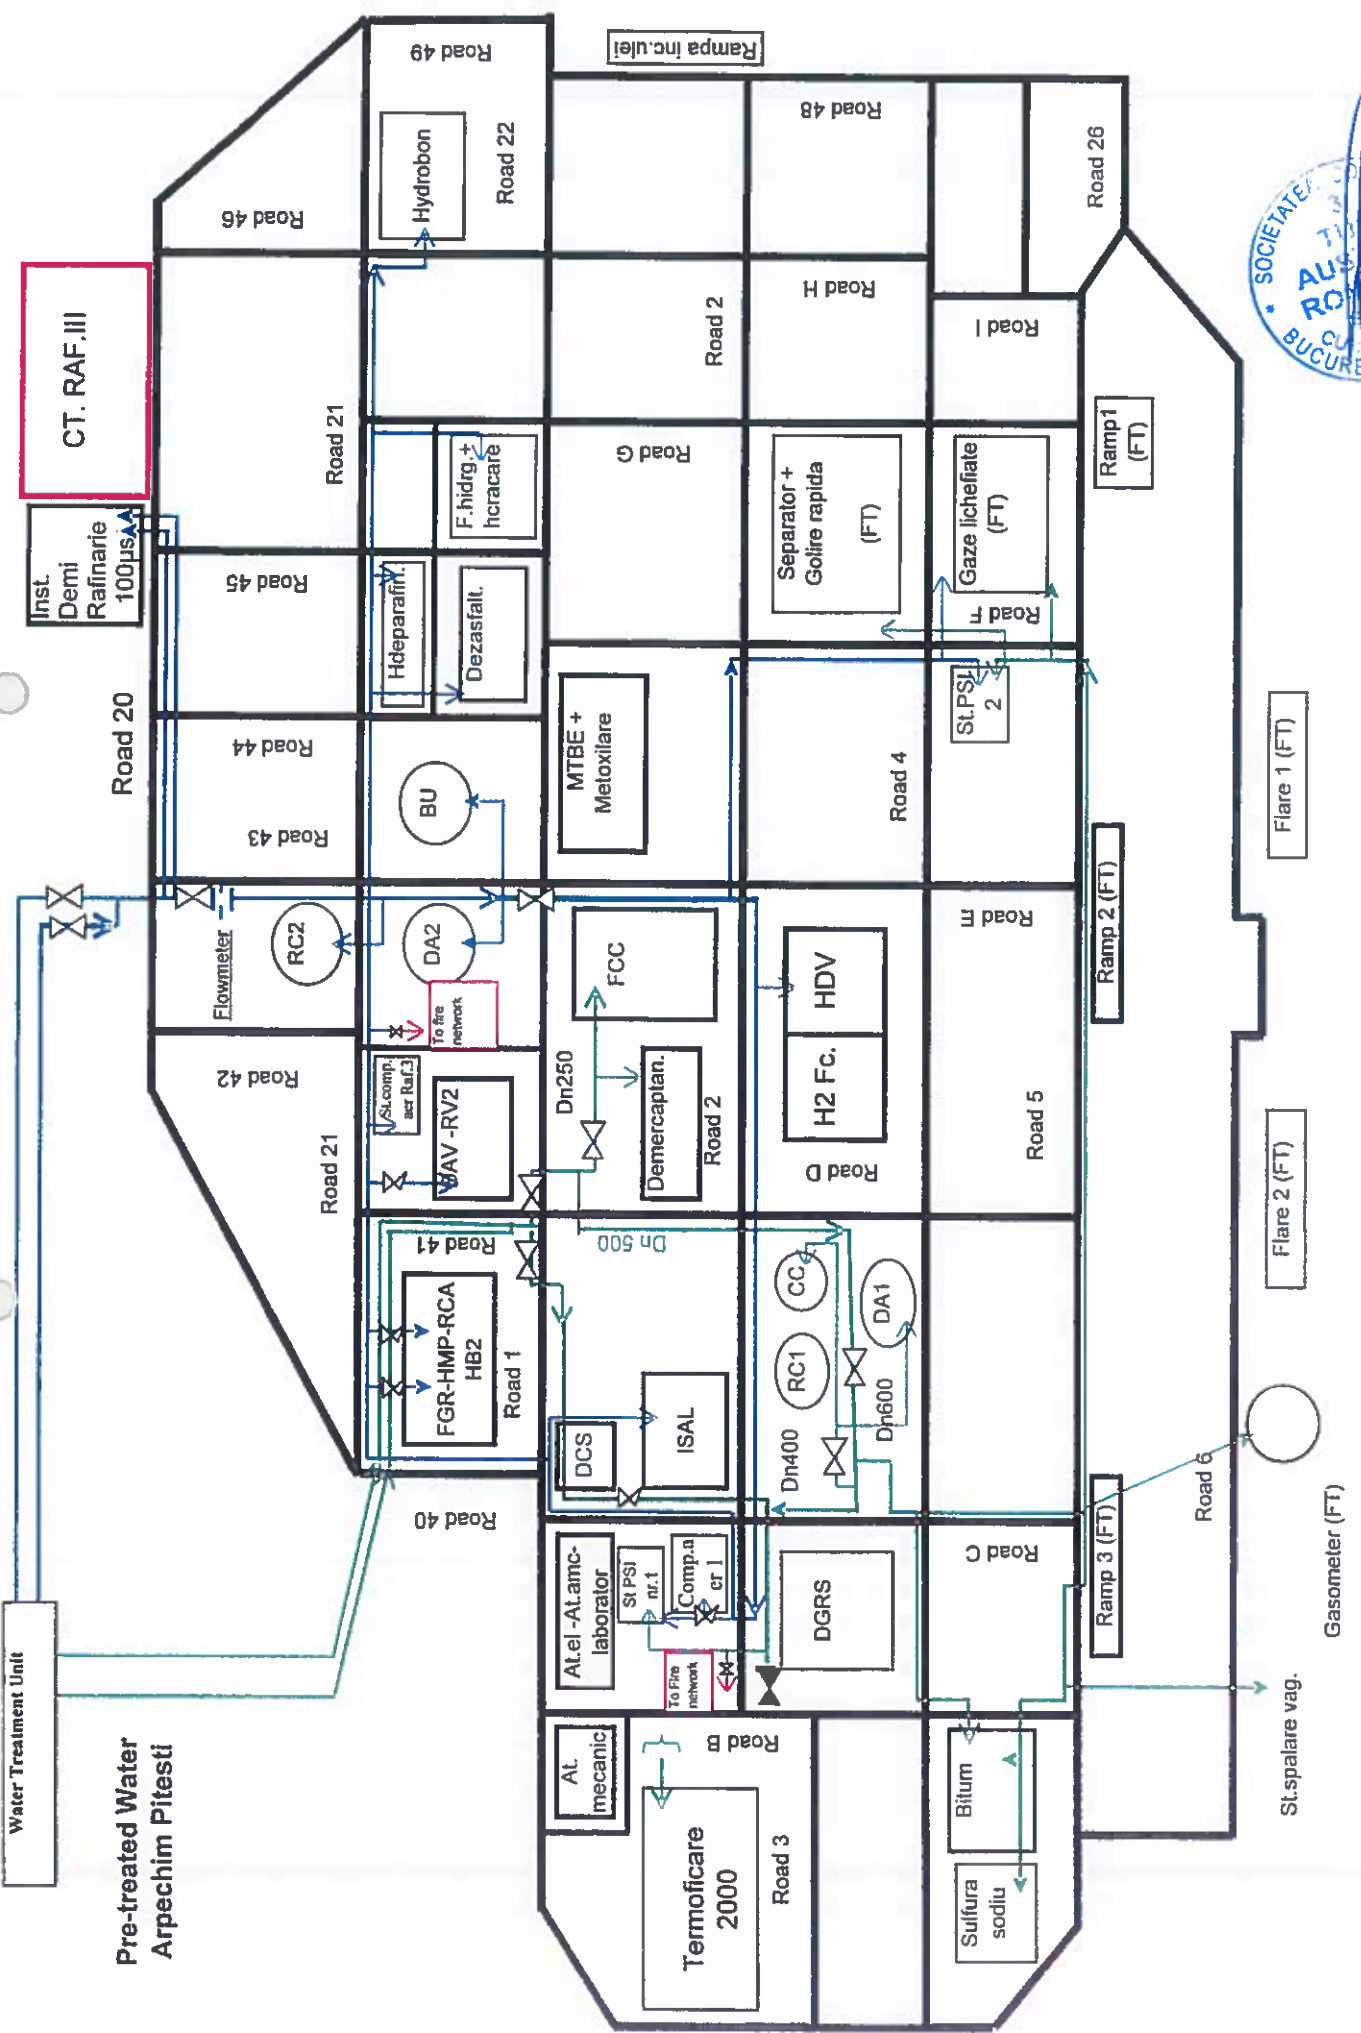 Water Treatment Unit
Pre-treated Water
Arpechim Pitesti
CT. RAF.III
Inst.
Demi
Rafinarie
100µs
Road 20
Road 49
Hydrobon
Road 22
Rampa inc.ulei
Road 48
Road 26
Road 46
Road 21
Road 2
Road H
Road I
Road 45
F.hidrg.+
hcracare
Road G
Separator +
Golire rapida
(FT)
Gaze lichefiate
(FT)
Ramp1
(FT)
Road F
Hdeparafin.
Dezasfalt.
Road 44
Road 43
BU
MTBE +
Metoxilare
Road 4
St.PSI
2
Flare 1 (FT)
Flowmeter
RC2
DA2
To fire
network
FCC
HDV
H2 Fc.
Road E
Ramp 2 (FT)
Road 42
Road 21
St.comp.
aer Raf.3
DAV -RV2
Dn250
Demercaptan.
Road 2
Road D
Road 5
Flare 2 (FT)
Road 41
FGR-HMP-RCA
HB2
Road 1
Dn 500
CC
DA1
RC1
Dn600
Dn400
DCS
ISAL
Road 40
Road 6
Gasometer (FT)
At.el -At.amc-
laborator
St PSI
nr.1
Comp.a
er 1
To Fire
network
DGRS
Road C
Ramp 3 (FT)
St.spalare vag.
At.
mecanic
Road B
Termoficare
2000
Road 3
Bitum
Sulfura
sodiu
SOCIETATEA
BUCURE